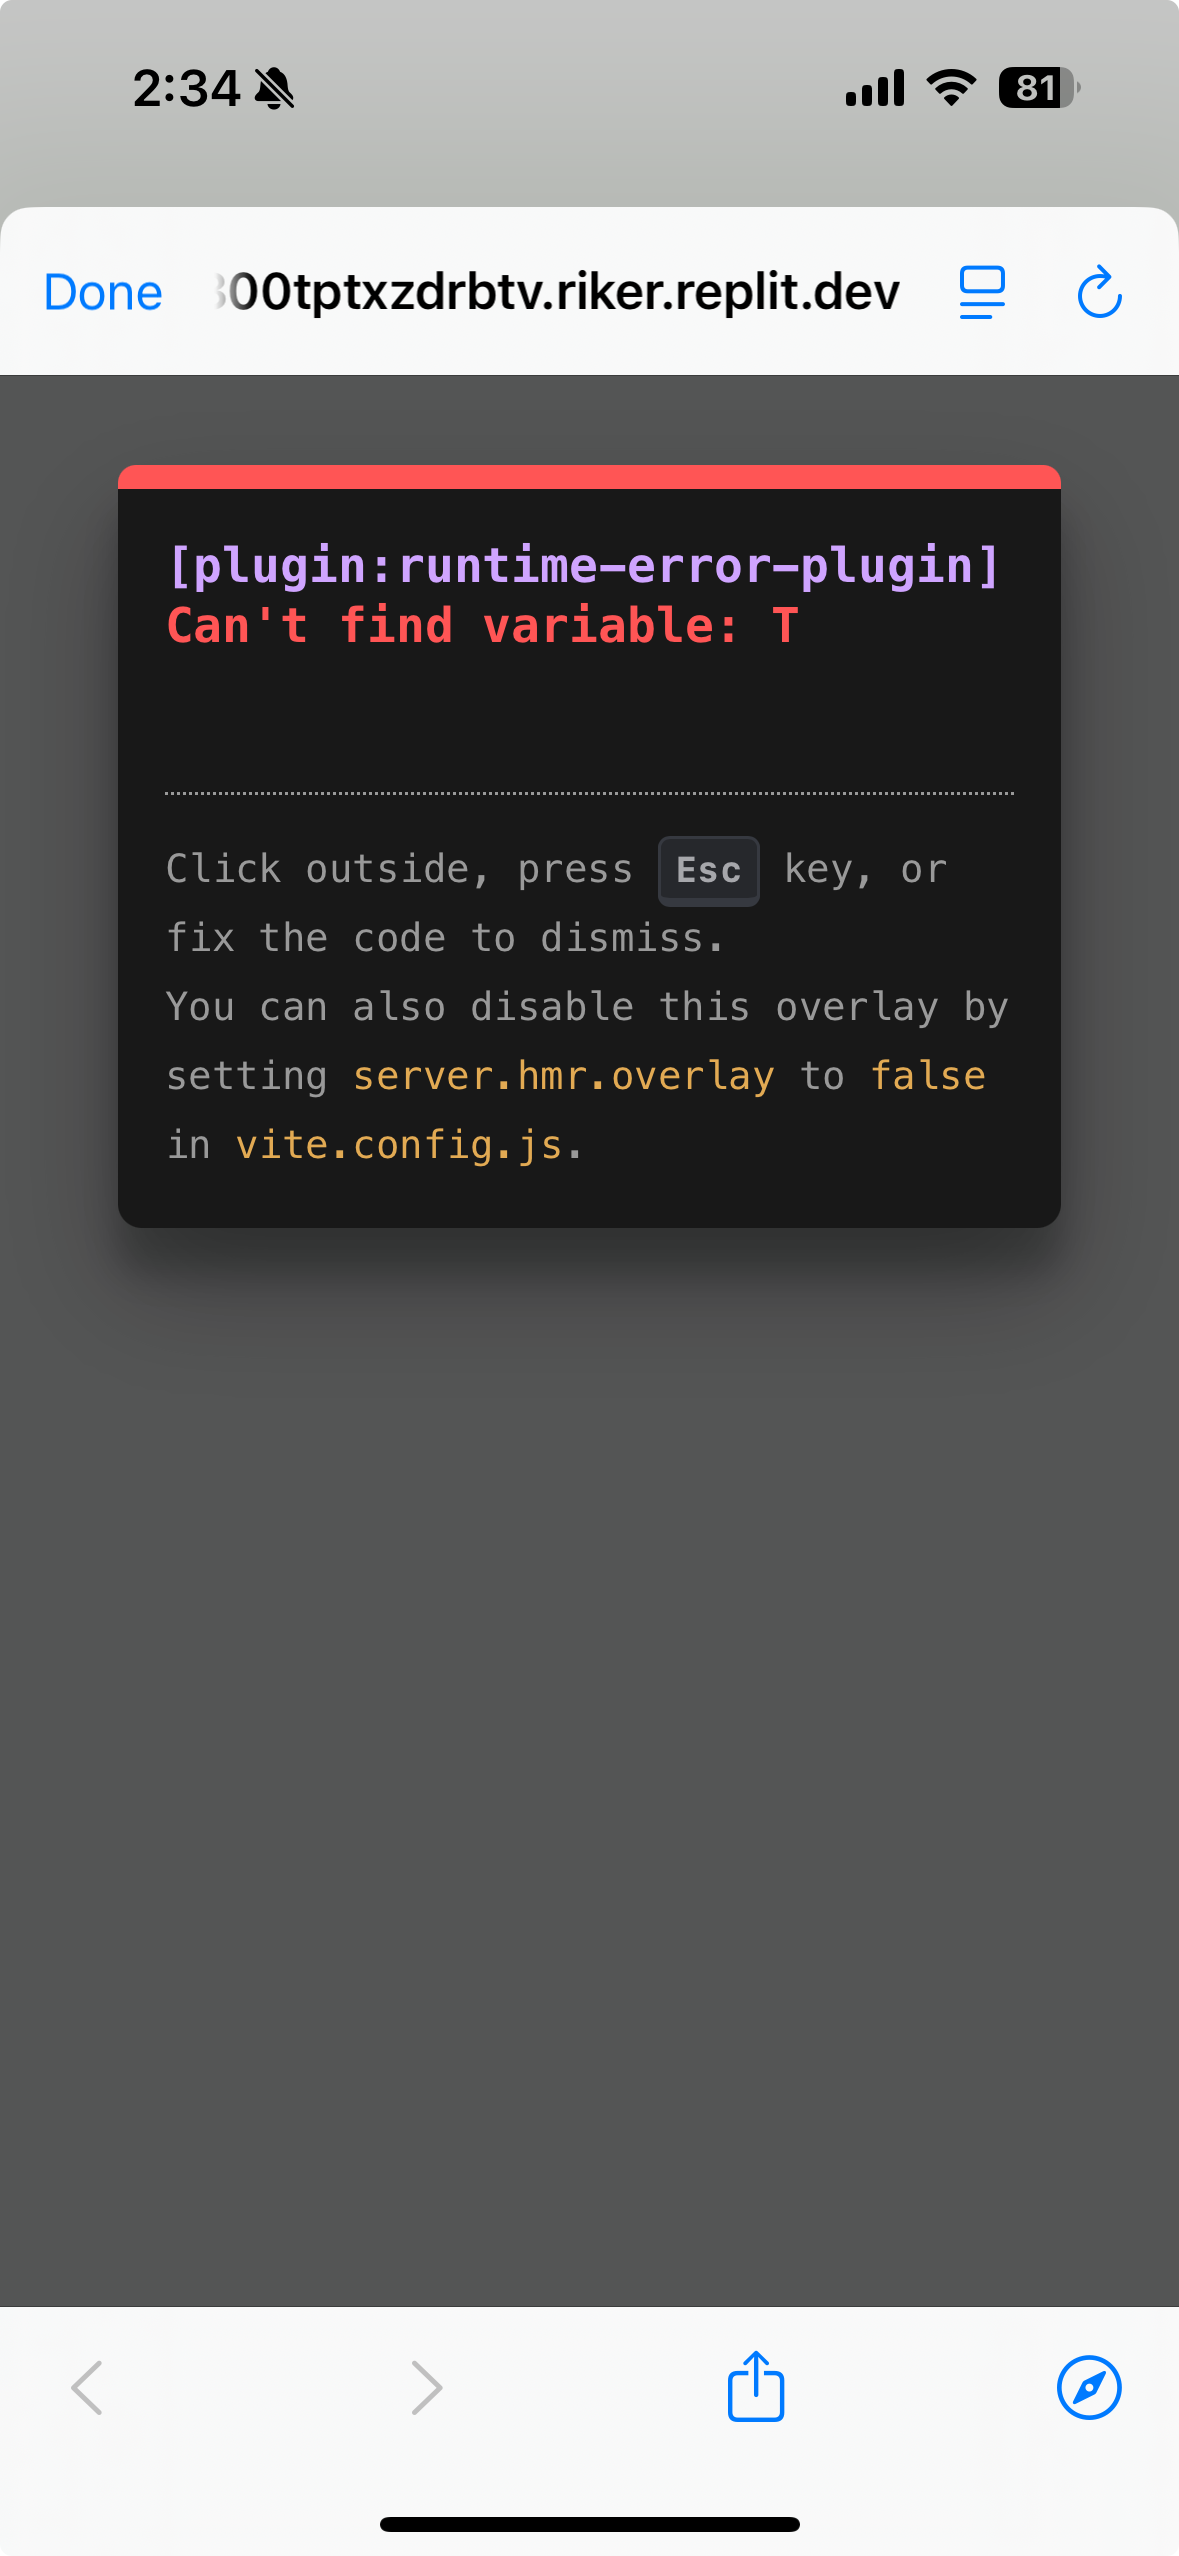 2:34
81
Done
300tptxzdrbtv.riker.replit.dev
[plugin:runtime-error-plugin]
Can't find variable: T
Click outside, press Esc key, or
fix the code to dismiss.
You can also disable this overlay by
setting server.hmr.overlay to false
in vite.config.js.